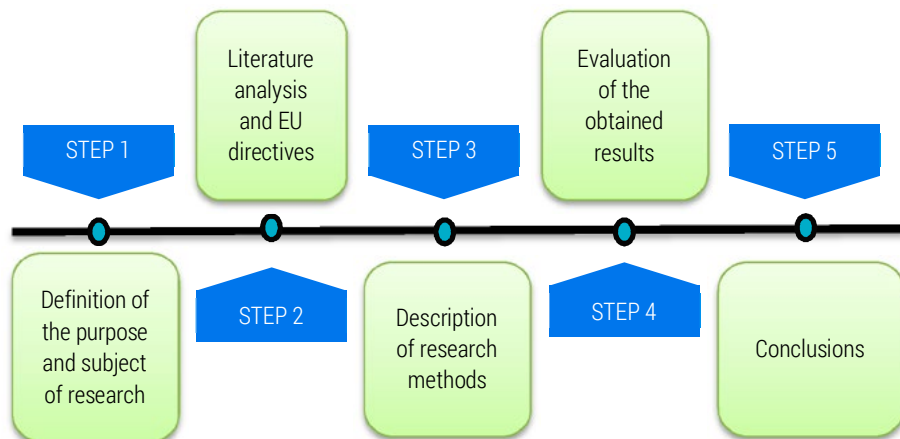 STEP 1
Definition of
the purpose
and subject
of research
STEP 2
Literature
analysis
and EU
directives
STEP 3
Description
of research
methods
STEP 4
Evaluation
of the
obtained
results
STEP 5
Conclusions